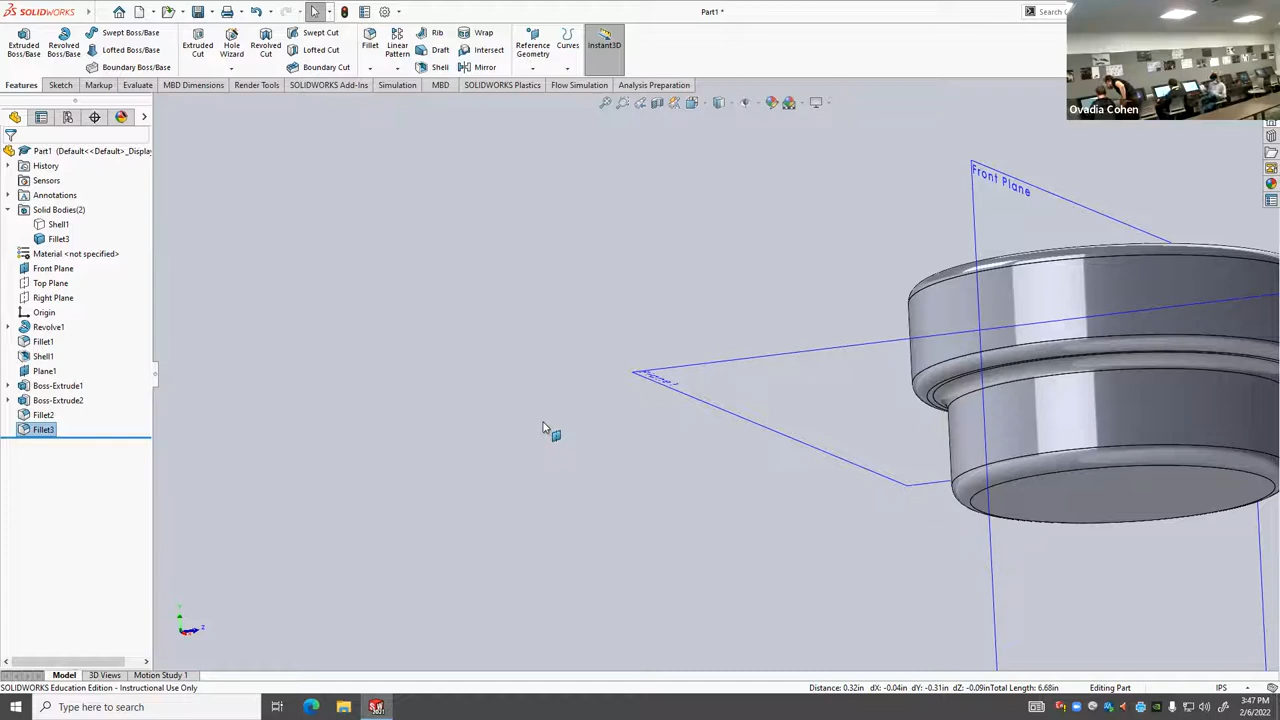 SOLIDWORKS
Part1 *
Search
Extruded Boss/Base
Revolved Boss/Base
Swept Boss/Base
Lofted Boss/Base
Boundary Boss/Base
Extruded Cut
Hole Wizard
Revolved Cut
Swept Cut
Lofted Cut
Boundary Cut
Fillet
Linear Pattern
Rib
Draft
Shell
Wrap
Intersect
Mirror
Reference Geometry
Curves
Instant3D
Features
Sketch
Markup
Evaluate
MBD Dimensions
Render Tools
SOLIDWORKS Add-Ins
Simulation
MBD
SOLIDWORKS Plastics
Flow Simulation
Analysis Preparation
Ovadia Cohen
Part1 (Default<<Default>_Display
History
Sensors
Annotations
Solid Bodies(2)
Shell1
Fillet3
Material <not specified>
Front Plane
Top Plane
Right Plane
Origin
Revolve1
Fillet1
Shell1
Plane1
Boss-Extrude1
Boss-Extrude2
Fillet2
Fillet3
Front Plane
Y
Z
Model
3D Views
Motion Study 1
SOLIDWORKS Education Edition - Instructional Use Only
Distance: 0.32in dX: -0.04in dY: -0.31in dZ: -0.09inTotal Length: 6.68in
Editing Part
IPS
Type here to search
3:47 PM
2/6/2022